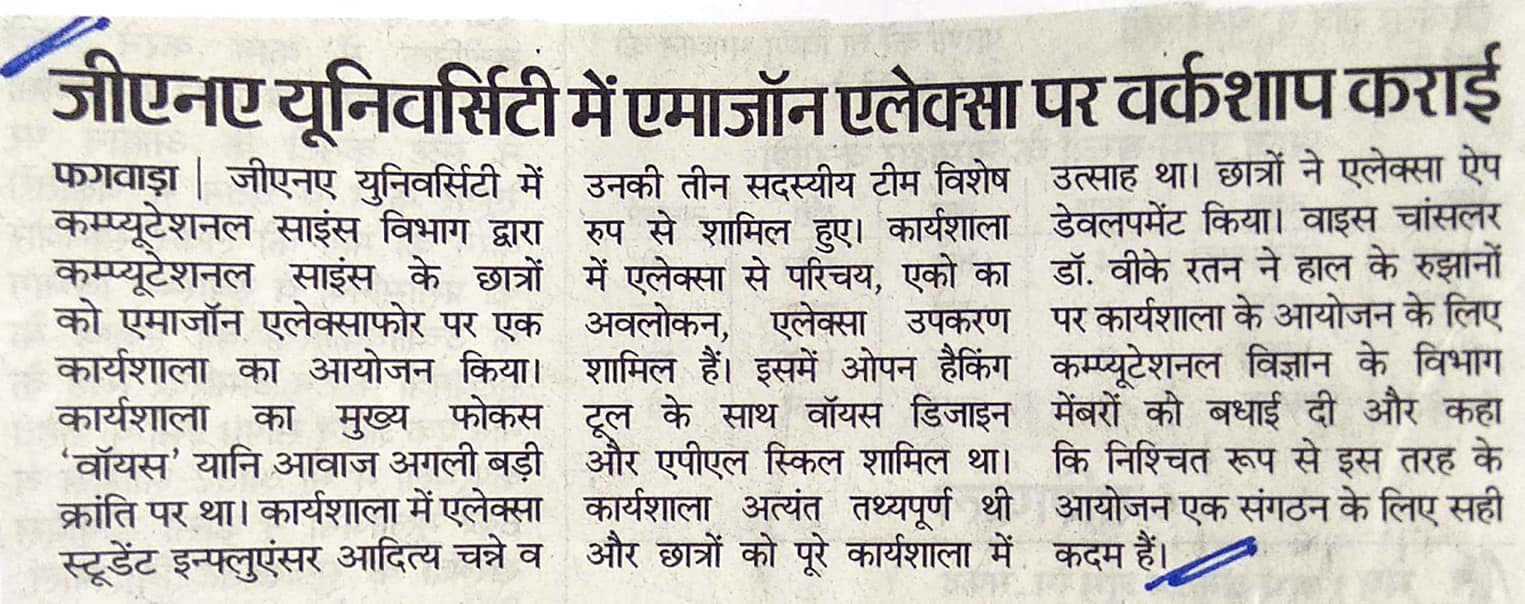 जीएनए यूनिवर्सिटी में एमाजॉन एलेक्सा पर वर्कशाप कराई
फगवाड़ा | जीएनए युनिवर्सिटी में
कम्प्यूटेशनल साइंस विभाग द्वारा
कम्प्यूटेशनल साइंस के छात्रों
को एमाजॉन एलेक्साफोर पर एक
कार्यशाला का आयोजन किया।
कार्यशाला का मुख्य फोकस
'वॉयस' यानि आवाज अगली बड़ी
क्रांति पर था। कार्यशाला में एलेक्सा
स्टूडेंट इन्फ्लुएंसर आदित्य चन्ने व
उनकी तीन सदस्यीय टीम विशेष
रुप से शामिल हुए। कार्यशाला
में एलेक्सा से परिचय, एको का
अवलोकन, एलेक्सा उपकरण
शामिल हैं। इसमें ओपन हैकिंग
टूल के साथ वॉयस डिजाइन
और एपीएल स्किल शामिल था।
कार्यशाला अत्यंत तथ्यपूर्ण थी
और छात्रों को पूरे कार्यशाला में
उत्साह था। छात्रों ने एलेक्सा ऐप
डेवलपमेंट किया। वाइस चांसलर
डॉ. वीके रतन ने हाल के रुझानों
पर कार्यशाला के आयोजन के लिए
कम्प्यूटेशनल विज्ञान के विभाग
मेंबरों को बधाई दी और कहा
कि निश्चित रूप से इस तरह के
आयोजन एक संगठन के लिए सही
कदम हैं।